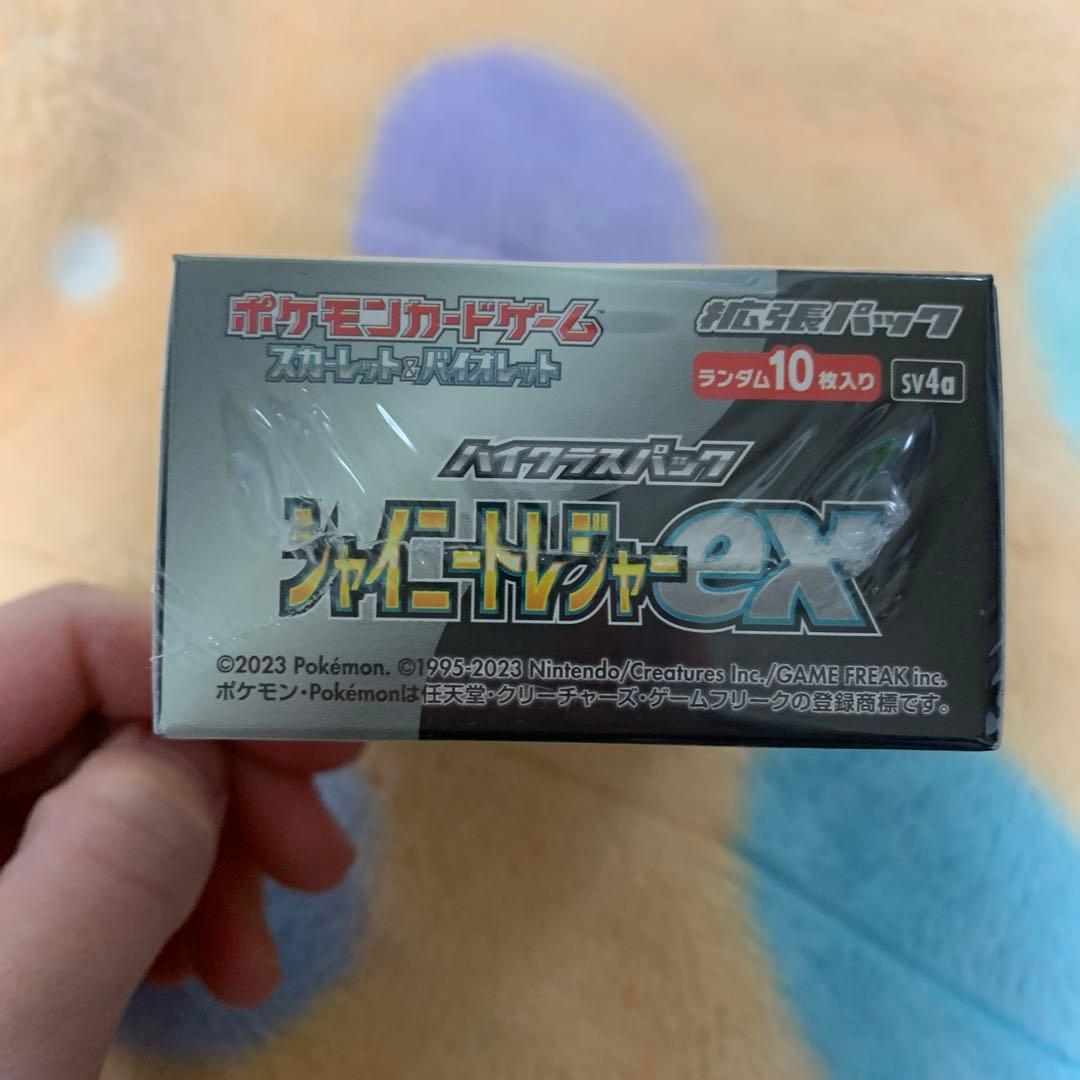 ポケモンカードゲーム™
スカーレット&バイオレット
拡張パック
ランダム10枚入り
sv4a
ハイクラスパック
シャイニートレジャーex
©2023 Pokémon. ©1995-2023 Nintendo/Creatures Inc./GAME FREAK inc.
ポケモン・Pokémonは任天堂・クリーチャーズ・ゲームフリークの登録商標です。